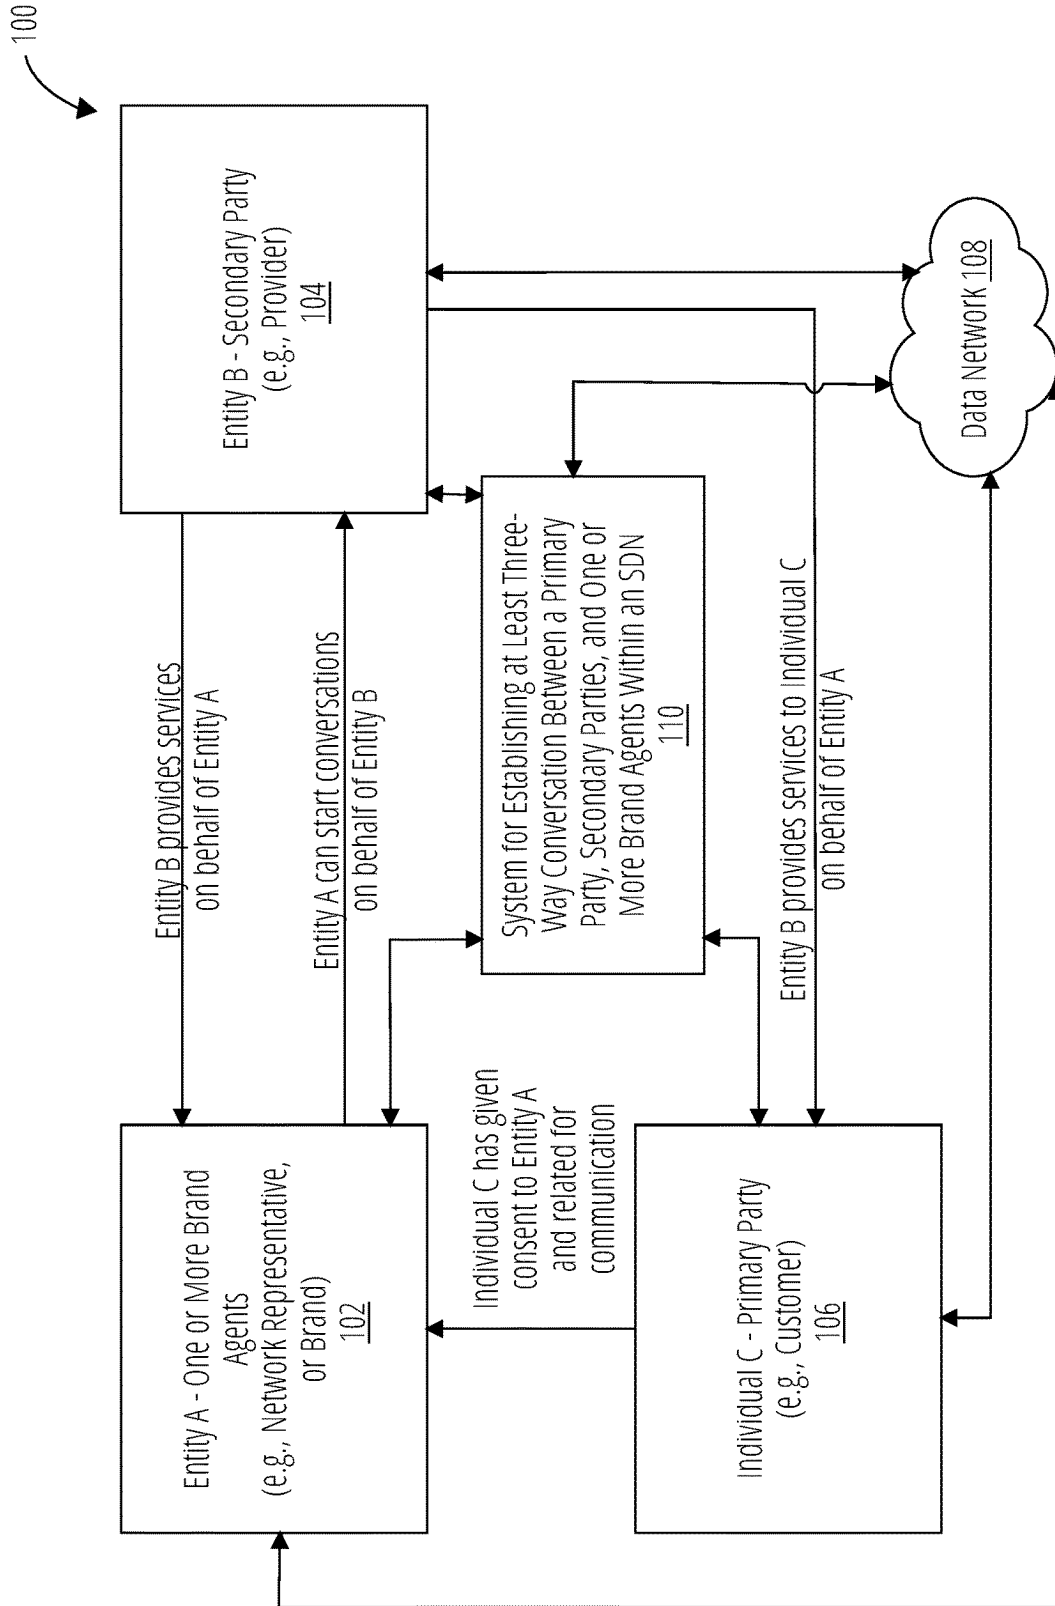 100
Entity A - One or More Brand
Agents
(e.g., Network Representative,
or Brand)
102
Entity B provides services
on behalf of Entity A
Entity A can start conversations
on behalf of Entity B
Entity B - Secondary Party
(e.g., Provider)
104
Individual C has given
consent to Entity A
and related for
communication
System for Establishing at Least Three-
Way Conversation Between a Primary
Party, Secondary Parties, and One or
More Brand Agents Within an SDN
110
Individual C - Primary Party
(e.g., Customer)
106
Entity B provides services to Individual C
on behalf of Entity A
Data Network 108